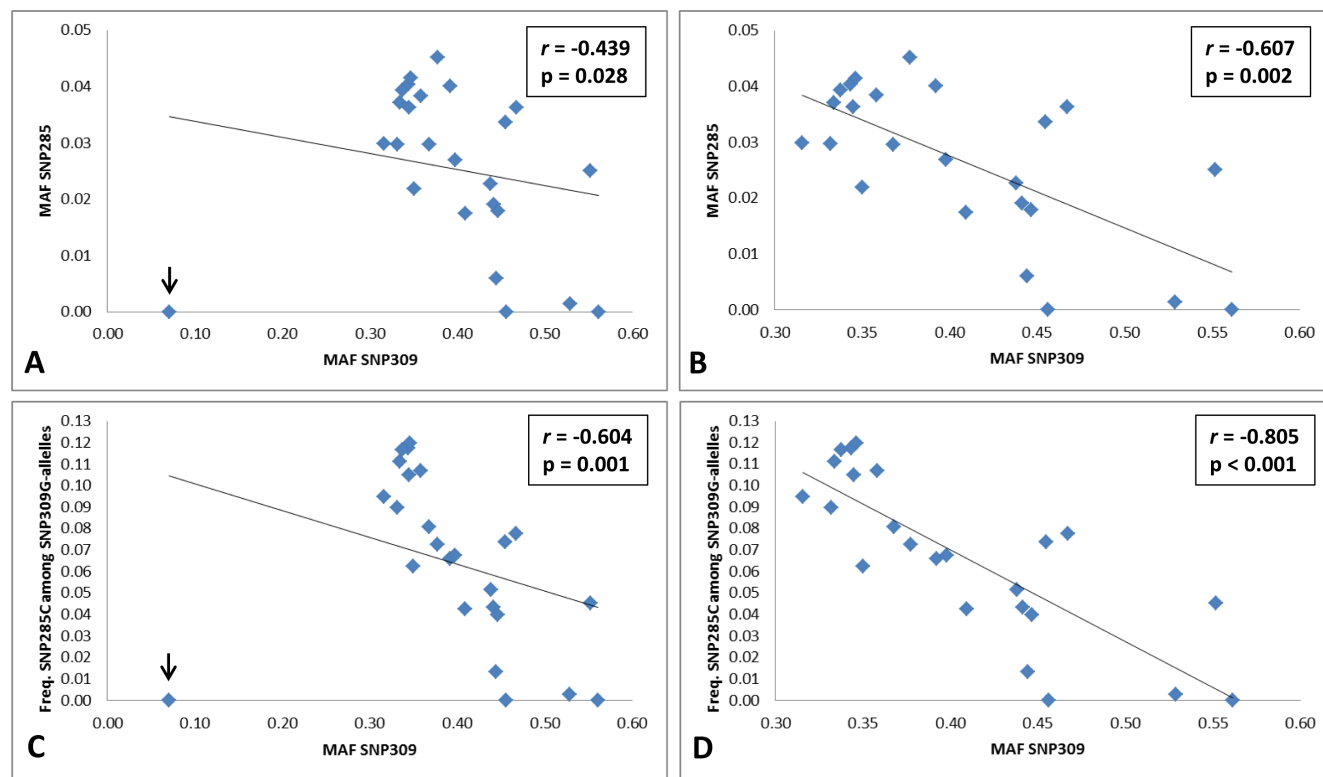 0.05
0.04
0.03
0.02
0.01
0.00
MAF SNP285
r = -0.439
p = 0.028
0.00 0.10 0.20 0.30 0.40 0.50 0.60
MAF SNP309
A
0.05
0.04
0.03
0.02
0.01
0.00
MAF SNP285
r = -0.607
p = 0.002
0.30 0.35 0.40 0.45 0.50 0.55 0.60
MAF SNP309
B
0.13
0.12
0.11
0.10
0.09
0.08
0.07
0.06
0.05
0.04
0.03
0.02
0.01
0.00
Freq. SNP285C among SNP309G-allelles
r = -0.604
p = 0.001
0.00 0.10 0.20 0.30 0.40 0.50 0.60
MAF SNP309
C
0.13
0.12
0.11
0.10
0.09
0.08
0.07
0.06
0.05
0.04
0.03
0.02
0.01
0.00
Freq. SNP285C among SNP309G-allelles
r = -0.805
p < 0.001
0.30 0.35 0.40 0.45 0.50 0.55 0.60
MAF SNP309
D